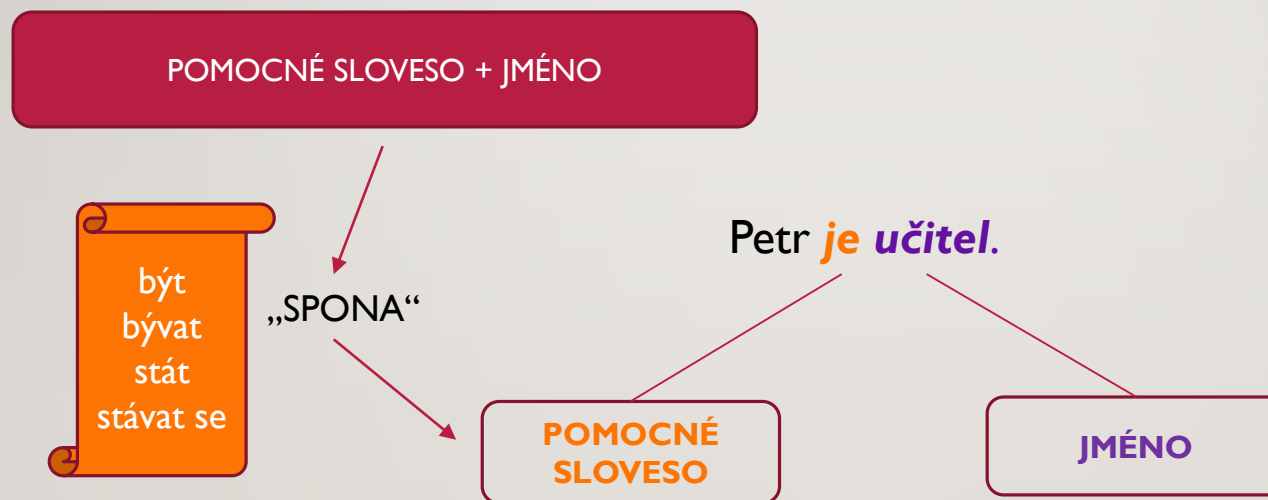 POMOCNÉ SLOVESO + JMÉNO
Petr je učitel.
být
bývat
stát
stávat se
„SPONA“
POMOCNÉ
SLOVESO
JMÉNO